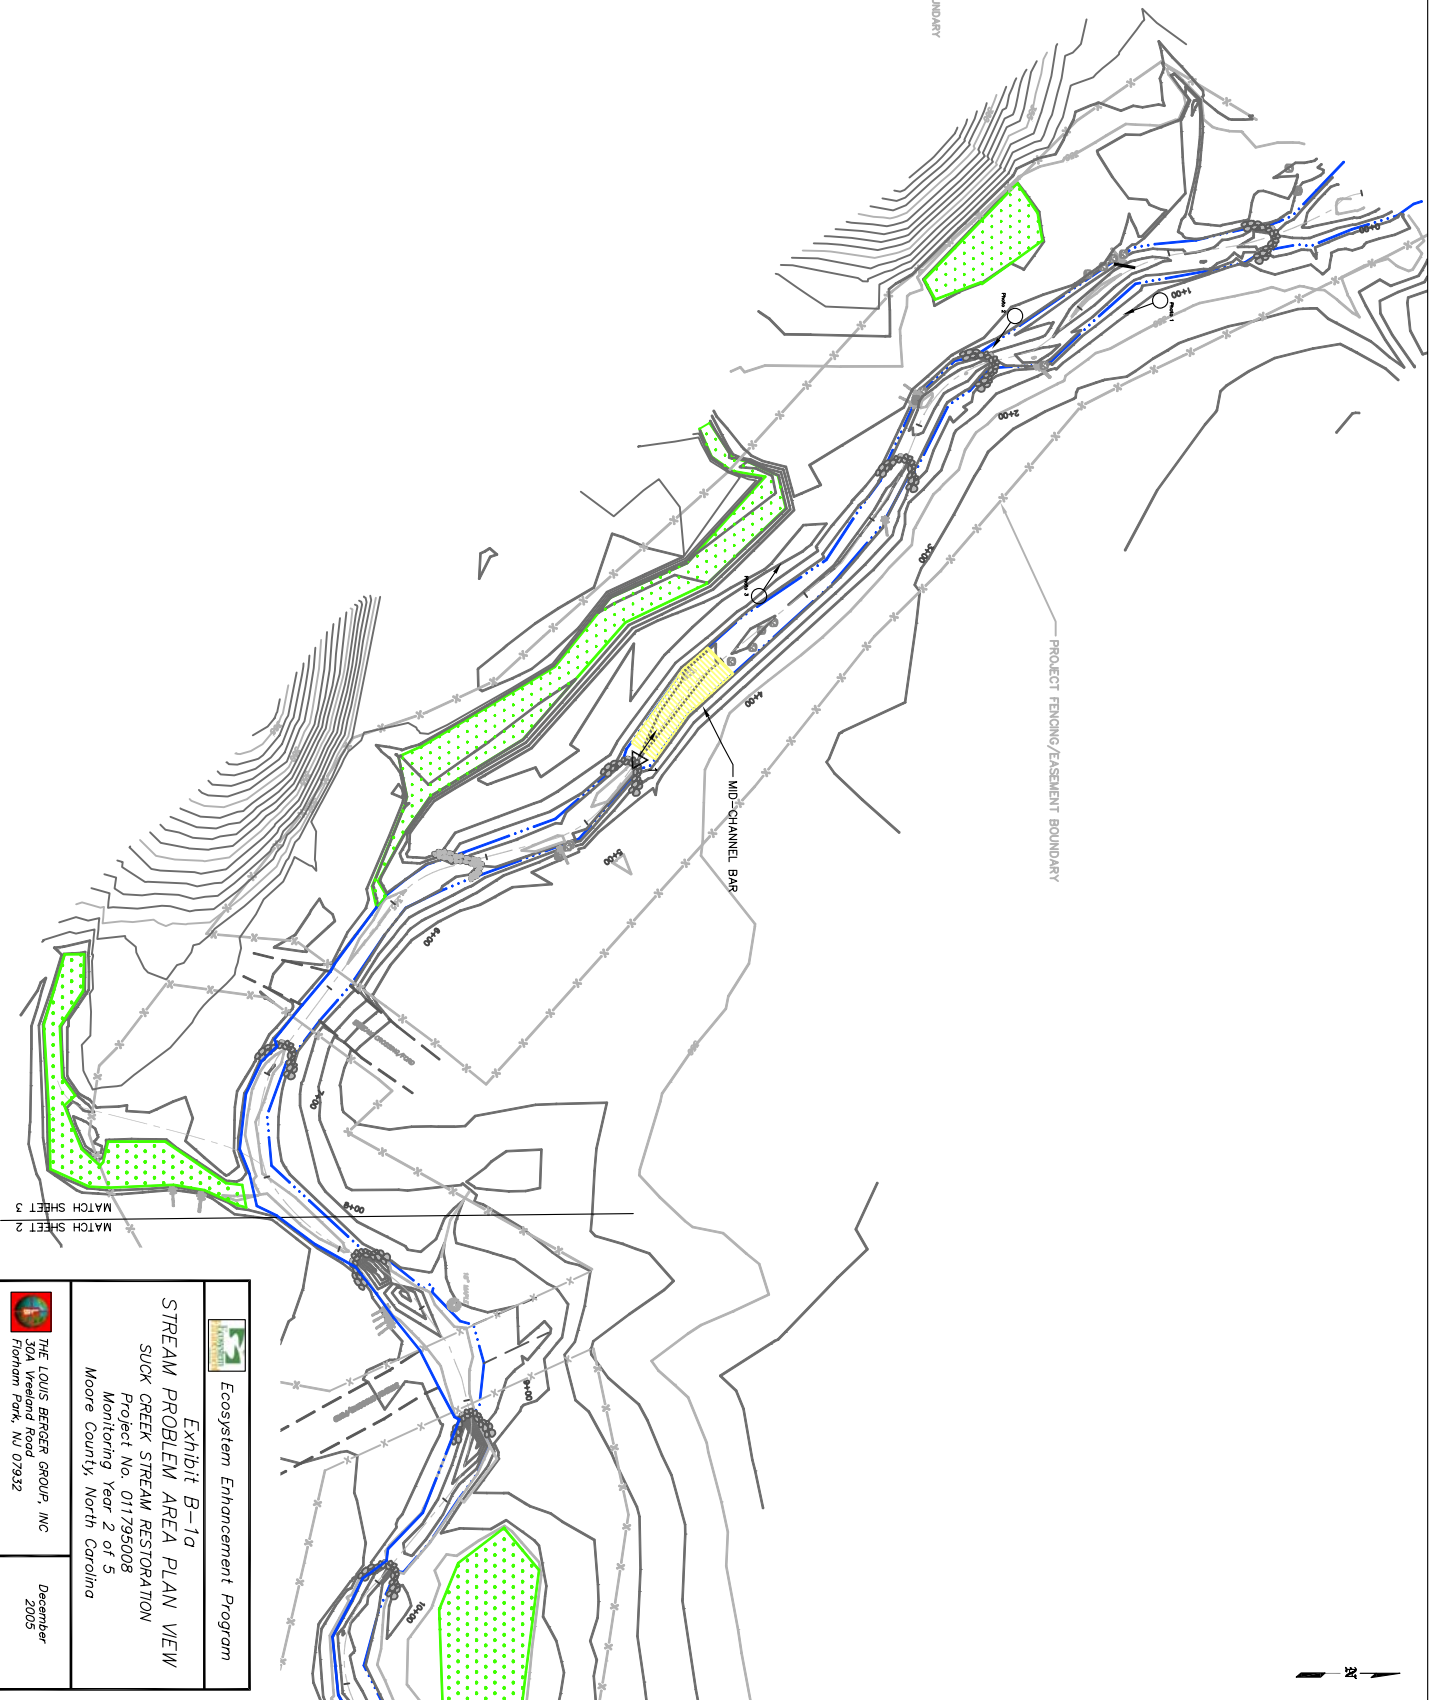 UNDARY
0+00
1+00
Photo 1
Photo 2
2+00
3+00
PROJECT FENCING/EASEMENT BOUNDARY
Photo 3
4+00
MID-CHANNEL BAR
5+00
6+00
7+00
8+00
MATCH SHEET 3
MATCH SHEET 2
9+00
10+00
N
Ecosystem Enhancement Program
Exhibit B-1a
STREAM PROBLEM AREA PLAN VIEW
SUCK CREEK STREAM RESTORATION
Project No. 011795008
Monitoring Year 2 of 5
Moore County, North Carolina
THE LOUIS BERGER GROUP, INC
30A Vreeland Road
Florham Park, NJ 07932
December
2005